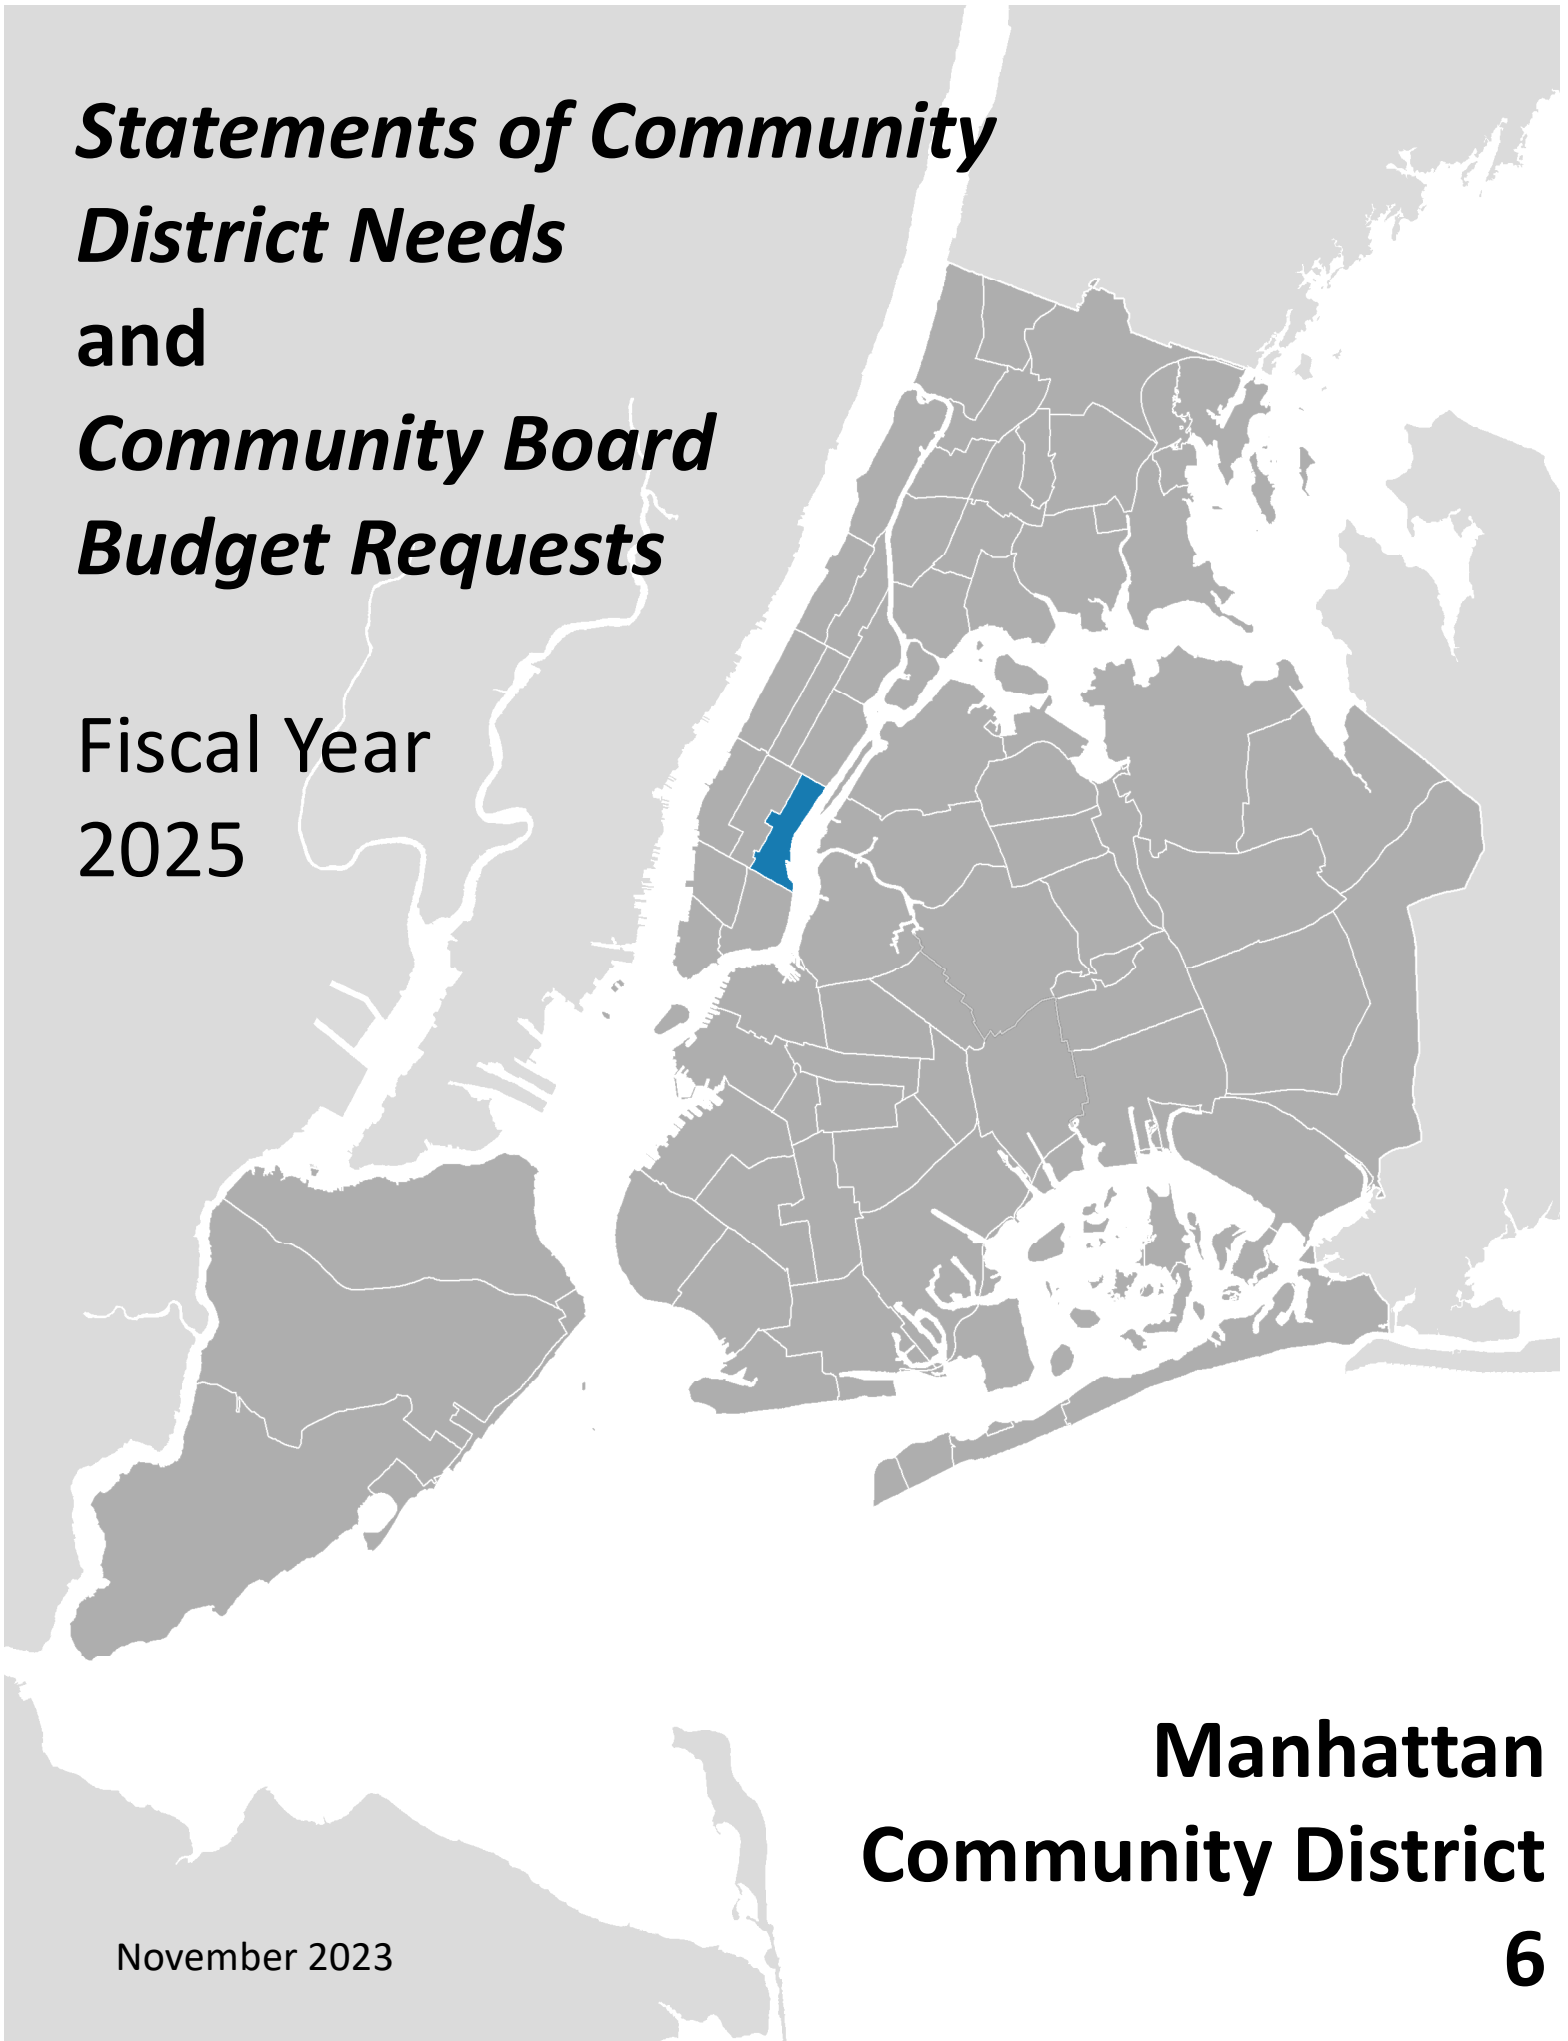 Statements of Community
District Needs
and
Community Board
Budget Requests
Fiscal Year
2025
Manhattan
Community District
6
November 2023